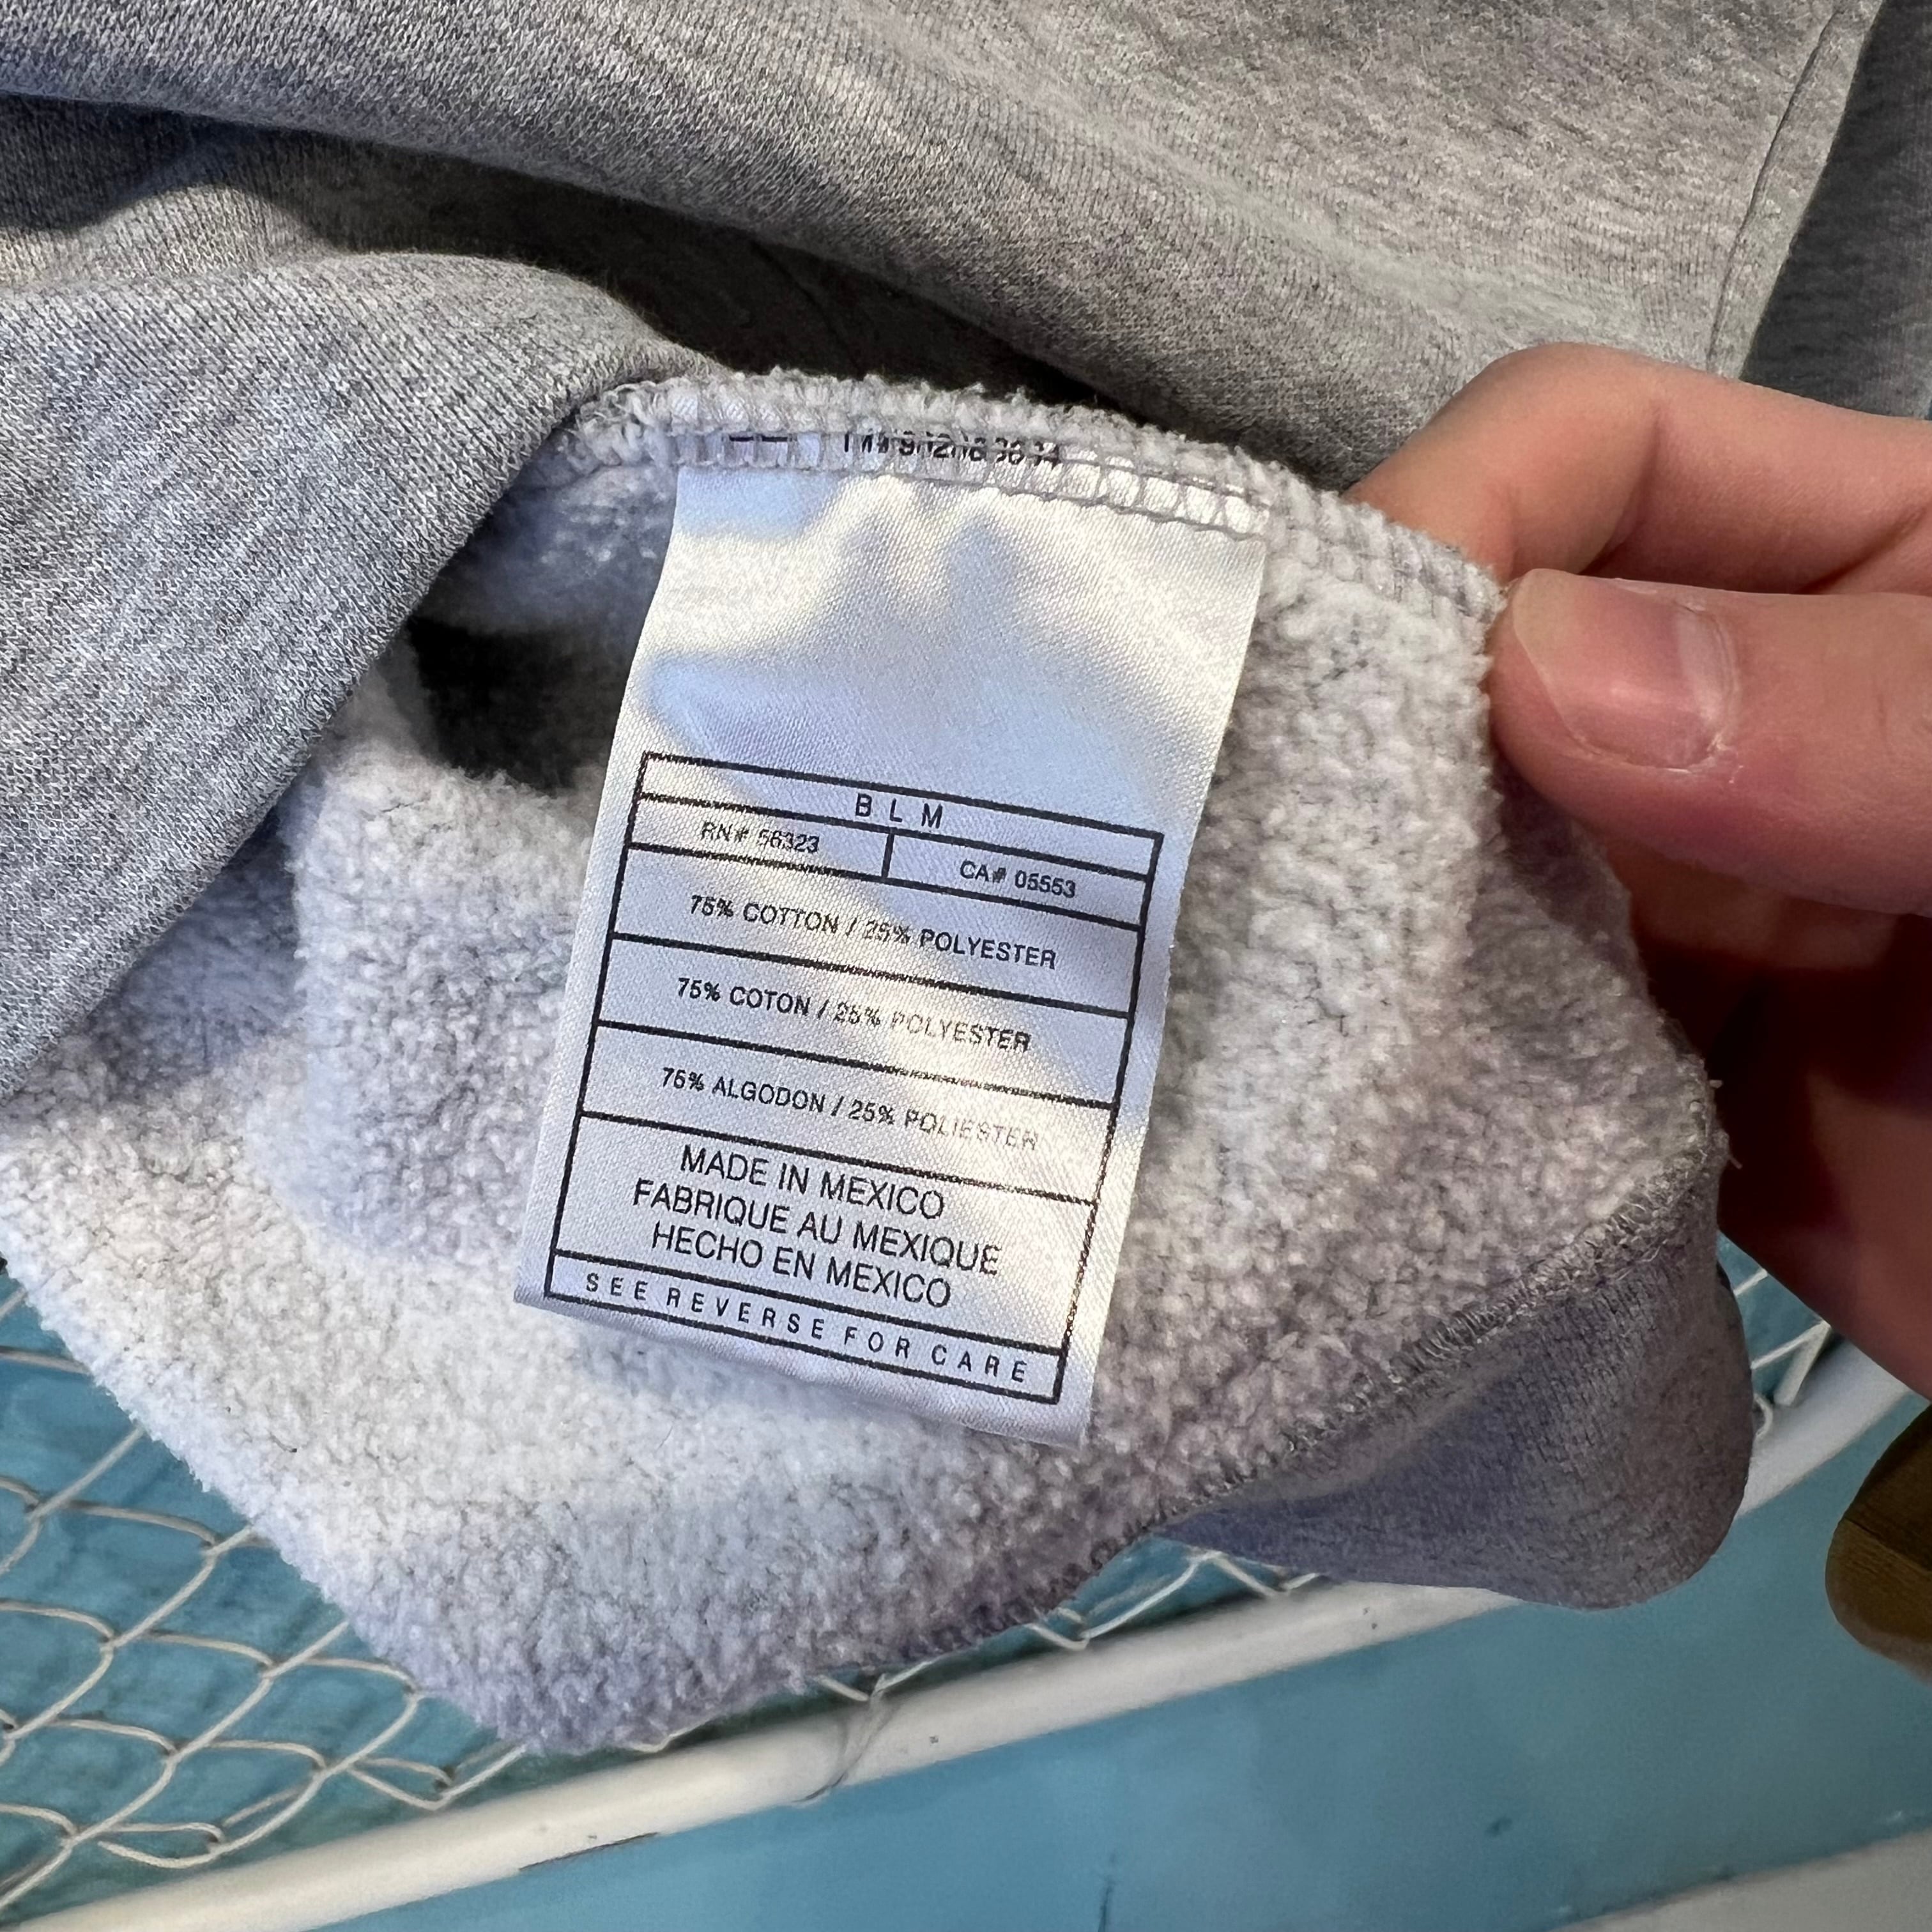 B L M
RN# 56323
CA# 05553
75% COTTON / 25% POLYESTER
75% COTON / 25% POLYESTER
75% ALGODON / 25% POLIESTER
MADE IN MEXICO
FABRIQUE AU MEXIQUE
HECHO EN MEXICO
SEE REVERSE FOR CARE